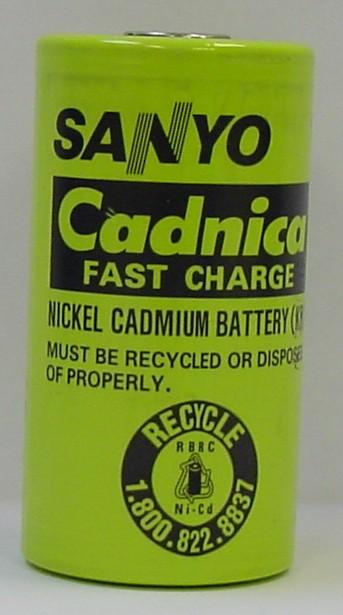 SANYO
Cadnica
FAST CHARGE
NICKEL CADMIUM BATTERY (K
MUST BE RECYCLED OR DISPOSE
OF PROPERLY.
RECYCLE
RBRC
Ni-Cd
1.800.822.8837